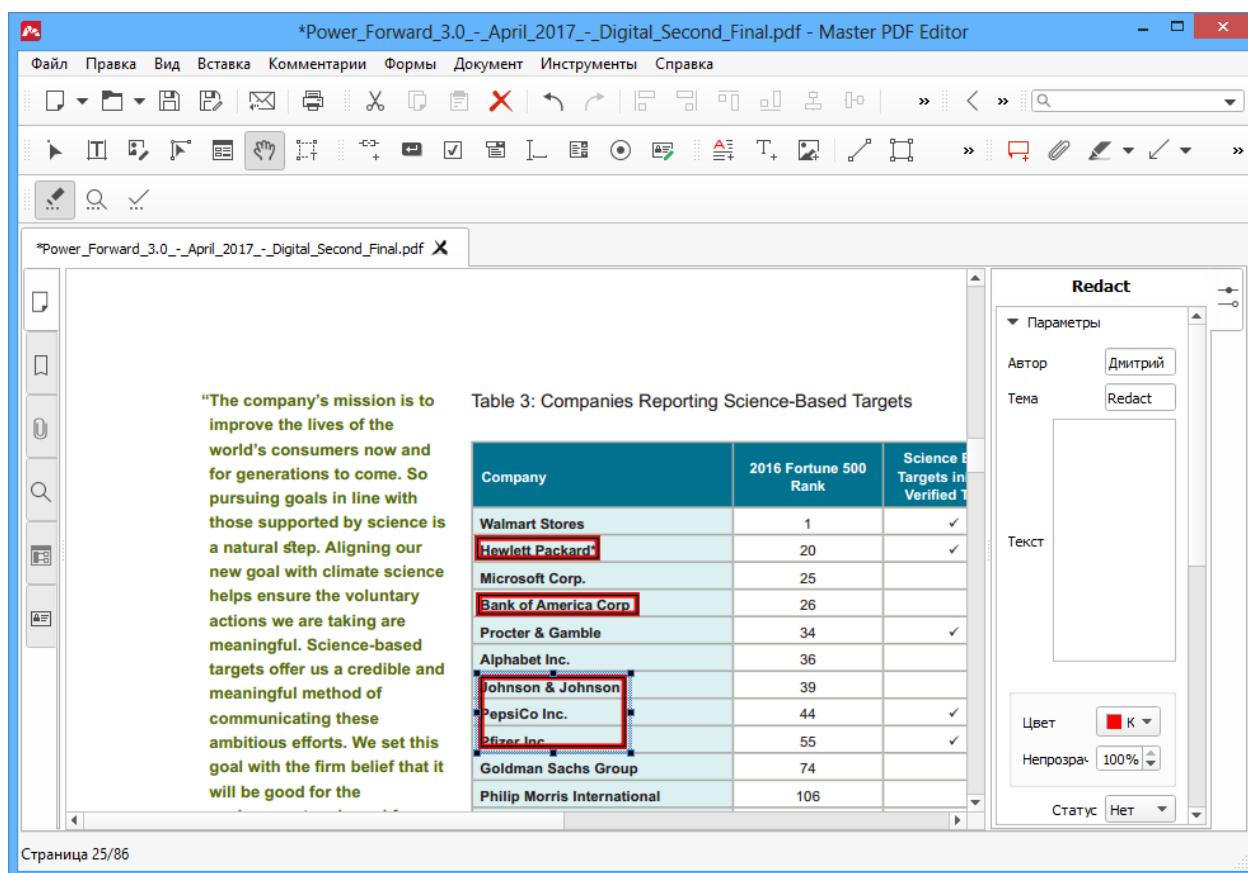 *Power_Forward_3.0_-_April_2017_-_Digital_Second_Final.pdf - Master PDF Editor
Файл Правка Вид Вставка Комментарии Формы Документ Инструменты Справка
*Power_Forward_3.0_-_April_2017_-_Digital_Second_Final.pdf
“The company’s mission is to
improve the lives of the
world’s consumers now and
for generations to come. So
pursuing goals in line with
those supported by science is
a natural step. Aligning our
new goal with climate science
helps ensure the voluntary
actions we are taking are
meaningful. Science-based
targets offer us a credible and
meaningful method of
communicating these
ambitious efforts. We set this
goal with the firm belief that it
will be good for the
Table 3: Companies Reporting Science-Based Targets
Company
2016 Fortune 500
Rank
Science
Targets in
Verified
Walmart Stores 1 ✓
Hewlett Packard* 20 ✓
Microsoft Corp. 25
Bank of America Corp 26
Procter & Gamble 34 ✓
Alphabet Inc. 36
Johnson & Johnson 39
PepsiCo Inc. 44 ✓
Pfizer Inc. 55 ✓
Goldman Sachs Group 74
Philip Morris International 106
Redact
Параметры
Автор Дмитрий
Тема Redact
Текст
Цвет К
Непрозрач 100%
Статус Нет
Страница 25/86